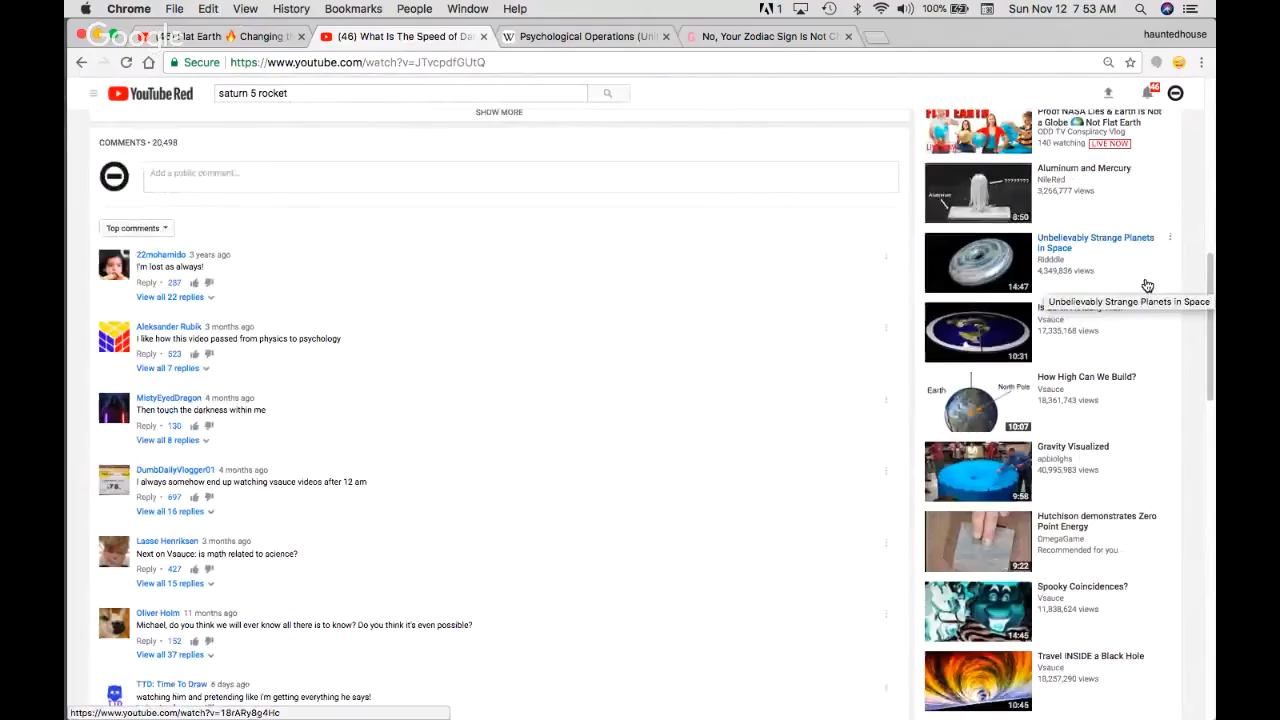 Chrome File Edit View History Bookmarks People Window Help
1 100% Sun Nov 12 7:53 AM
Google
Flat Earth 🔥 Changing th
(46) What Is The Speed of Da
Psychological Operations (Un
No, Your Zodiac Sign Is Not Ch
hauntedhouse
Secure https://www.youtube.com/watch?v=JTvcpdfGUtQ
YouTube Red
saturn 5 rocket
46
SHOW MORE
COMMENTS • 20,498
Add a public comment...
Top comments
22mohamido 3 years ago
I'm lost as always!
Reply • 287
View all 22 replies
Aleksander Rubik 3 months ago
I like how this video passed from physics to psychology
Reply • 523
View all 7 replies
MistyEyedDragon 4 months ago
Then touch the darkness within me
Reply • 130
View all 8 replies
DumbDailyVlogger01 4 months ago
I always somehow end up watching vsauce videos after 12 am
Reply • 697
View all 16 replies
Lasse Henriksen 3 months ago
Next on Vsauce: is math related to science?
Reply • 427
View all 15 replies
Oliver Holm 11 months ago
Michael, do you think we will ever know all there is to know? Do you think it's even possible?
Reply • 152
View all 37 replies
TTD: Time To Draw 6 days ago
watching him and pretending like i'm getting everything he says!
https://www.youtube.com/watch?v=
Proof NASA Lies & Earth Is Not
a Globe 🌍 Not Flat Earth
ODD TV Conspiracy Vlog
140 watching LIVE NOW
Aluminum and Mercury
NileRed
3,266,777 views
Aluminum
????????
8:50
Unbelievably Strange Planets
in Space
Ridddle
4,349,836 views
14:47
Unbelievably Strange Planets in Space
Vsauce
17,335,168 views
10:31
How High Can We Build?
Vsauce
18,361,743 views
Earth
North Pole
10:07
Gravity Visualized
apbiolghs
40,995,983 views
9:58
Hutchison demonstrates Zero
Point Energy
OmegaGame
Recommended for you
9:22
Spooky Coincidences?
Vsauce
11,838,624 views
14:45
Travel INSIDE a Black Hole
Vsauce
18,257,290 views
10:45